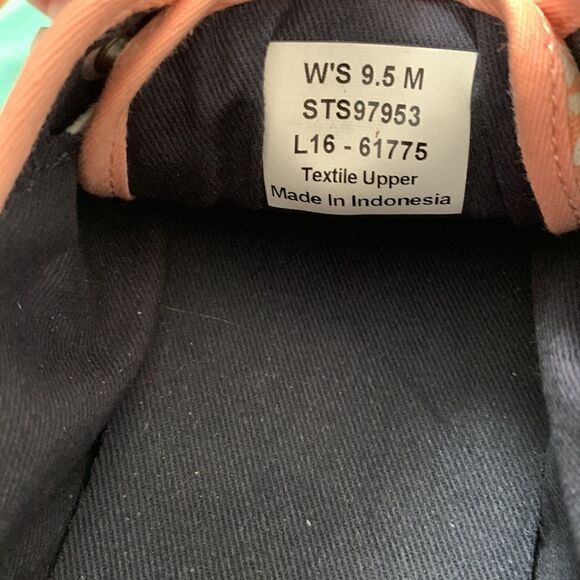 W'S 9.5 M
STS97953
L16 - 61775
Textile Upper
Made In Indonesia